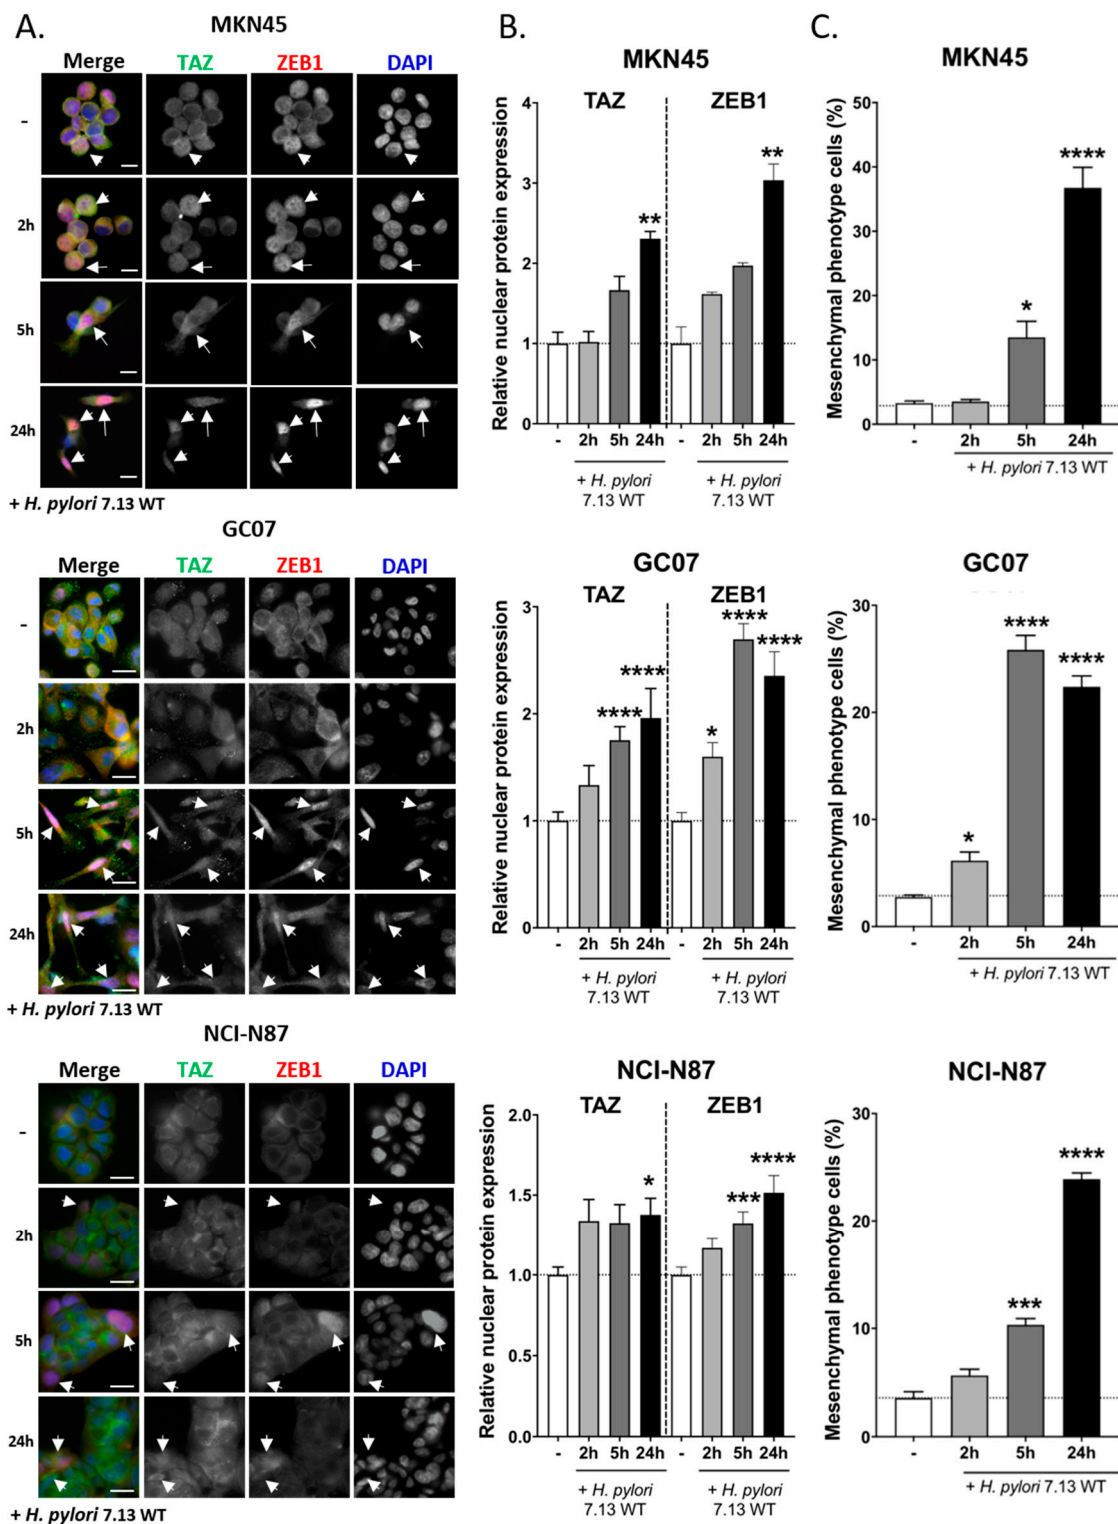 A.
MKN45
Merge TAZ ZEB1 DAPI
–
2h
5h
24h
+ H. pylori 7.13 WT
GC07
Merge TAZ ZEB1 DAPI
–
2h
5h
24h
+ H. pylori 7.13 WT
NCI-N87
Merge TAZ ZEB1 DAPI
–
2h
5h
24h
+ H. pylori 7.13 WT
B.
MKN45
TAZ ZEB1
Relative nuclear protein expression
4
3
2
1
0
** **
- 2h 5h 24h - 2h 5h 24h
+ H. pylori + H. pylori
7.13 WT 7.13 WT
GC07
TAZ ZEB1
Relative nuclear protein expression
3
2
1
0
**** **** * **** ****
- 2h 5h 24h - 2h 5h 24h
+ H. pylori + H. pylori
7.13 WT 7.13 WT
NCI-N87
TAZ ZEB1
Relative nuclear protein expression
2.0
1.5
1.0
0.5
0.0
* *** ****
- 2h 5h 24h - 2h 5h 24h
+ H. pylori + H. pylori
7.13 WT 7.13 WT
C.
MKN45
Mesenchymal phenotype cells (%)
50
40
30
20
10
0
* ****
- 2h 5h 24h
+ H. pylori 7.13 WT
GC07
Mesenchymal phenotype cells (%)
30
20
10
0
* **** ****
- 2h 5h 24h
+ H. pylori 7.13 WT
NCI-N87
Mesenchymal phenotype cells (%)
30
20
10
0
*** ****
- 2h 5h 24h
+ H. pylori 7.13 WT